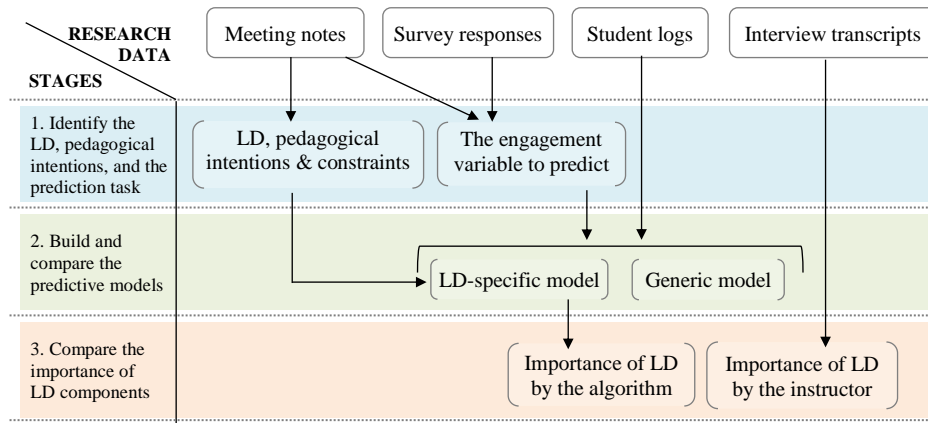 RESEARCH
DATA
STAGES
Meeting notes
Survey responses
Student logs
Interview transcripts
1. Identify the
LD, pedagogical
intentions, and the
prediction task
LD, pedagogical
intentions & constraints
The engagement
variable to predict
2. Build and
compare the
predictive models
LD-specific model
Generic model
3. Compare the
importance of
LD components
Importance of LD
by the algorithm
Importance of LD
by the instructor